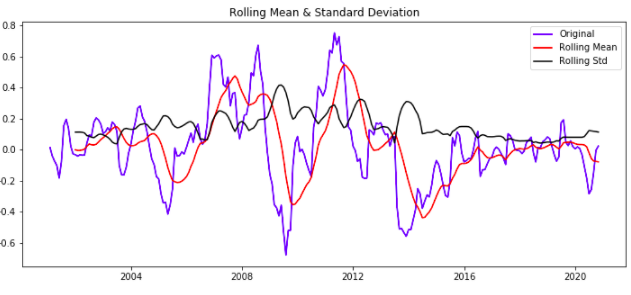 Rolling Mean & Standard Deviation
Original
Rolling Mean
Rolling Std
0.8
0.6
0.4
0.2
0.0
-0.2
-0.4
-0.6
2004 2008 2012 2016 2020